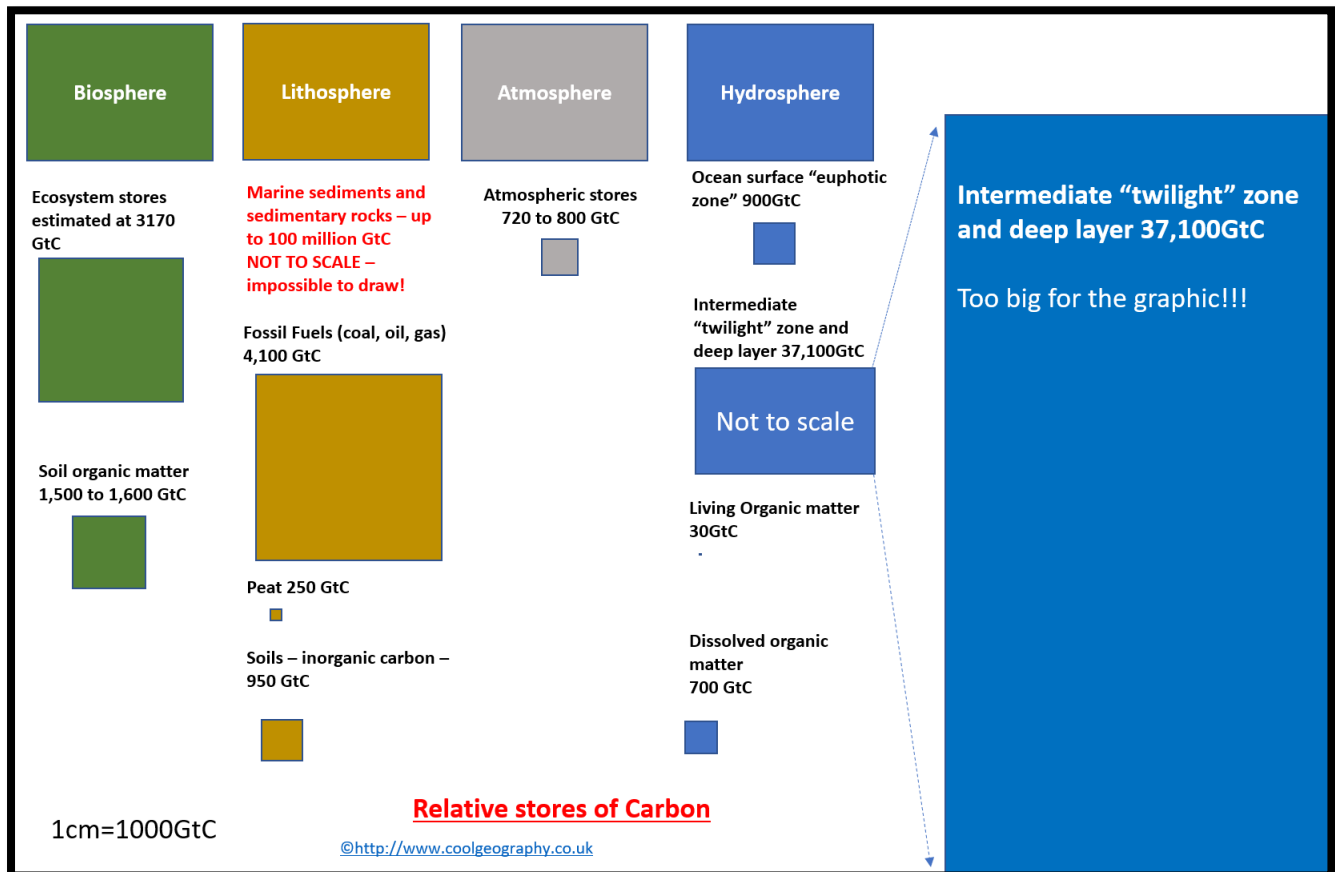 Biosphere
Lithosphere
Atmosphere
Hydrosphere
Ecosystem stores
estimated at 3170
GtC
Soil organic matter
1,500 to 1,600 GtC
Marine sediments and
sedimentary rocks – up
to 100 million GtC
NOT TO SCALE –
impossible to draw!
Fossil Fuels (coal, oil, gas)
4,100 GtC
Peat 250 GtC
Soils – inorganic carbon –
950 GtC
Atmospheric stores
720 to 800 GtC
Ocean surface “euphotic
zone” 900GtC
Intermediate
“twilight” zone and
deep layer 37,100GtC
Not to scale
Living Organic matter
30GtC
Dissolved organic
matter
700 GtC
Intermediate “twilight” zone
and deep layer 37,100GtC
Too big for the graphic!!!
Relative stores of Carbon
1cm=1000GtC
©http://www.coolgeography.co.uk